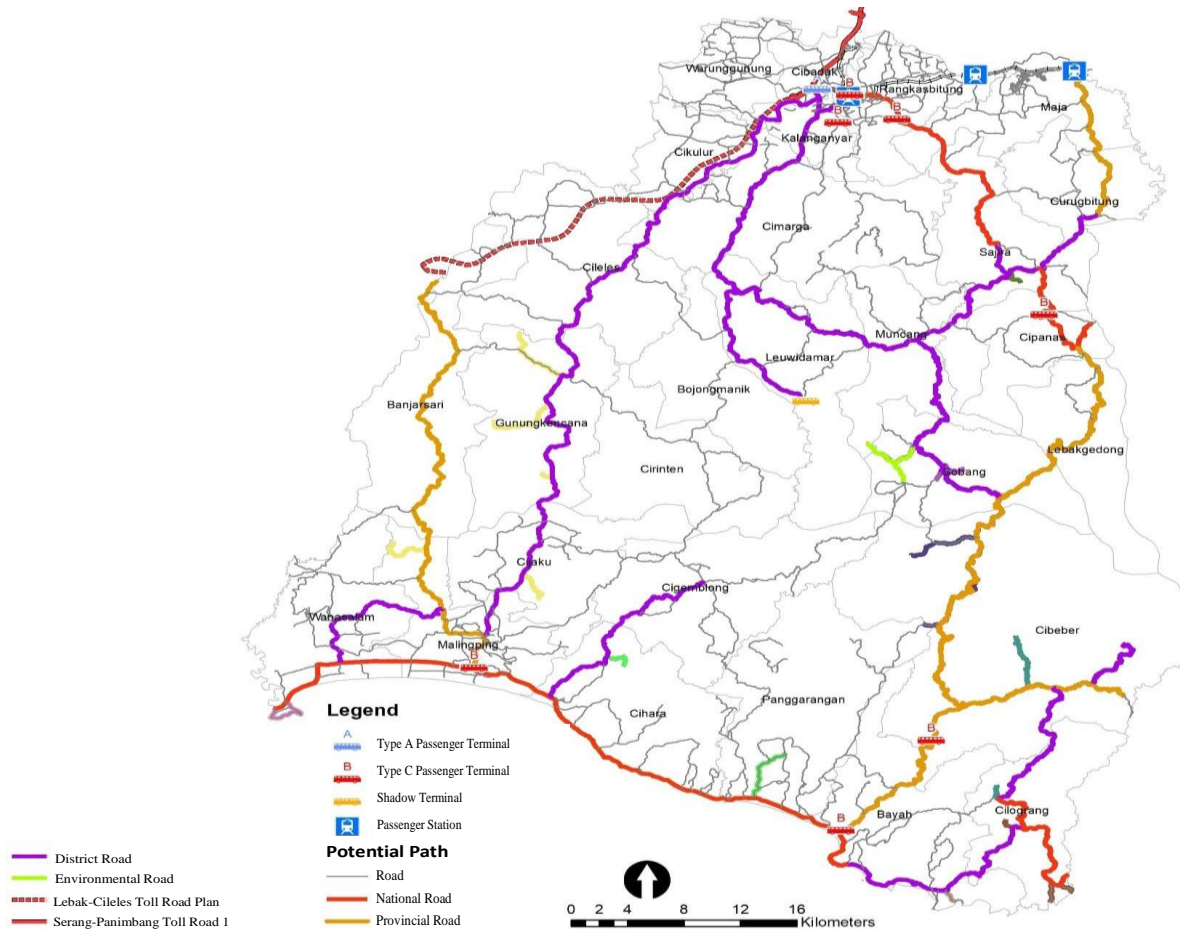 Warunggunung
Cibadak
A
B
Rangkasbitung
B
Maja
B
Kalanganyar
Cikulur
Curugbitung
Cimarga
Sajira
Cileles
B
Muncang
Cipanas
Leuwidamar
Bojongmanik
Banjarsari
Gunungkencana
Lebakgedong
Cirinten
Sobang
Cilaku
Cigemblong
Wanasalam
Cibeber
Malingping
B
Panggarangan
Cihara
B
Bayah
Cilograng
B
Legend
A
Type A Passenger Terminal
B
Type C Passenger Terminal
Shadow Terminal
Passenger Station
Potential Path
Road
National Road
Provincial Road
District Road
Environmental Road
Lebak-Cileles Toll Road Plan
Serang-Panimbang Toll Road 1
0 2 4 8 12 16
Kilometers